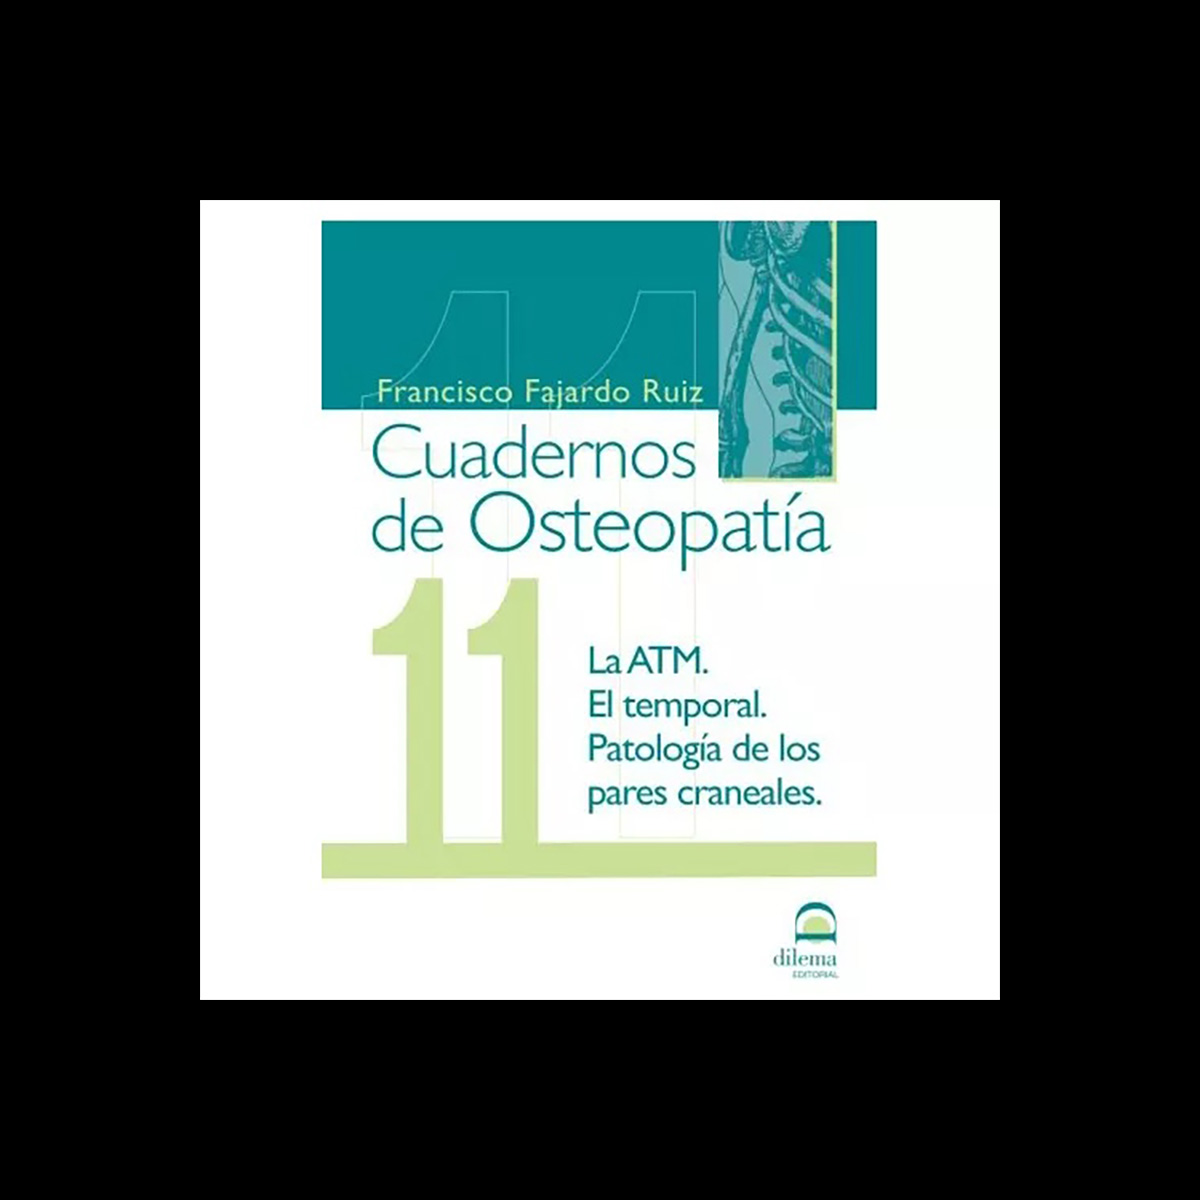 Francisco Fajardo Ruiz
Cuadernos
de Osteopatía
11
La ATM.
El temporal.
Patología de los
pares craneales.
dilema
EDITORIAL